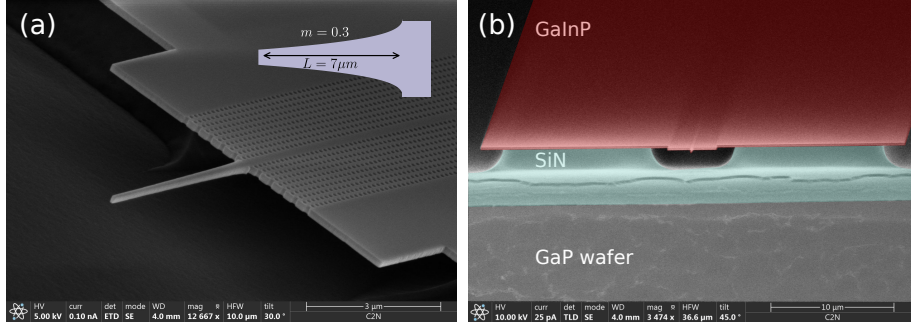 (a)
m = 0.3
L = 7μm
HV curr det mode WD mag HFW tilt
5.00 kV 0.10 nA ETD SE 4.0 mm 12 667 x 10.0 μm 30.0 °
3 μm
C2N
(b)
GaInP
SiN
GaP wafer
HV curr det mode WD mag HFW tilt
10.00 kV 25 pA TLD SE 4.0 mm 3 474 x 36.6 μm 45.0 °
10 μm
C2N